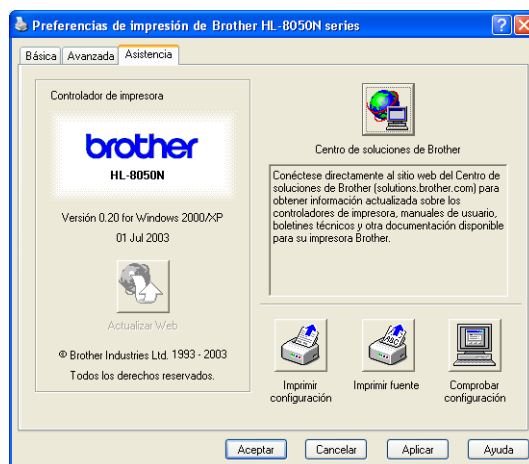 Preferencias de impresión de Brother HL-8050N series
Básica
Avanzada
Asistencia
Controlador de impresora
brother
HL-8050N
Versión 0.20 for Windows 2000/XP
01 Jul 2003
Actualizar Web
© Brother Industries Ltd. 1993 - 2003
Todos los derechos reservados.
Centro de soluciones de Brother
Conéctese directamente al sitio web del Centro de
soluciones de Brother (solutions.brother.com) para
obtener información actualizada sobre los
controladores de impresora, manuales de usuario,
boletines técnicos y otra documentación disponible
para su impresora Brother.
Imprimir
configuración
ABC
Imprimir fuente
Comprobar
configuración
Aceptar
Cancelar
Aplicar
Ayuda